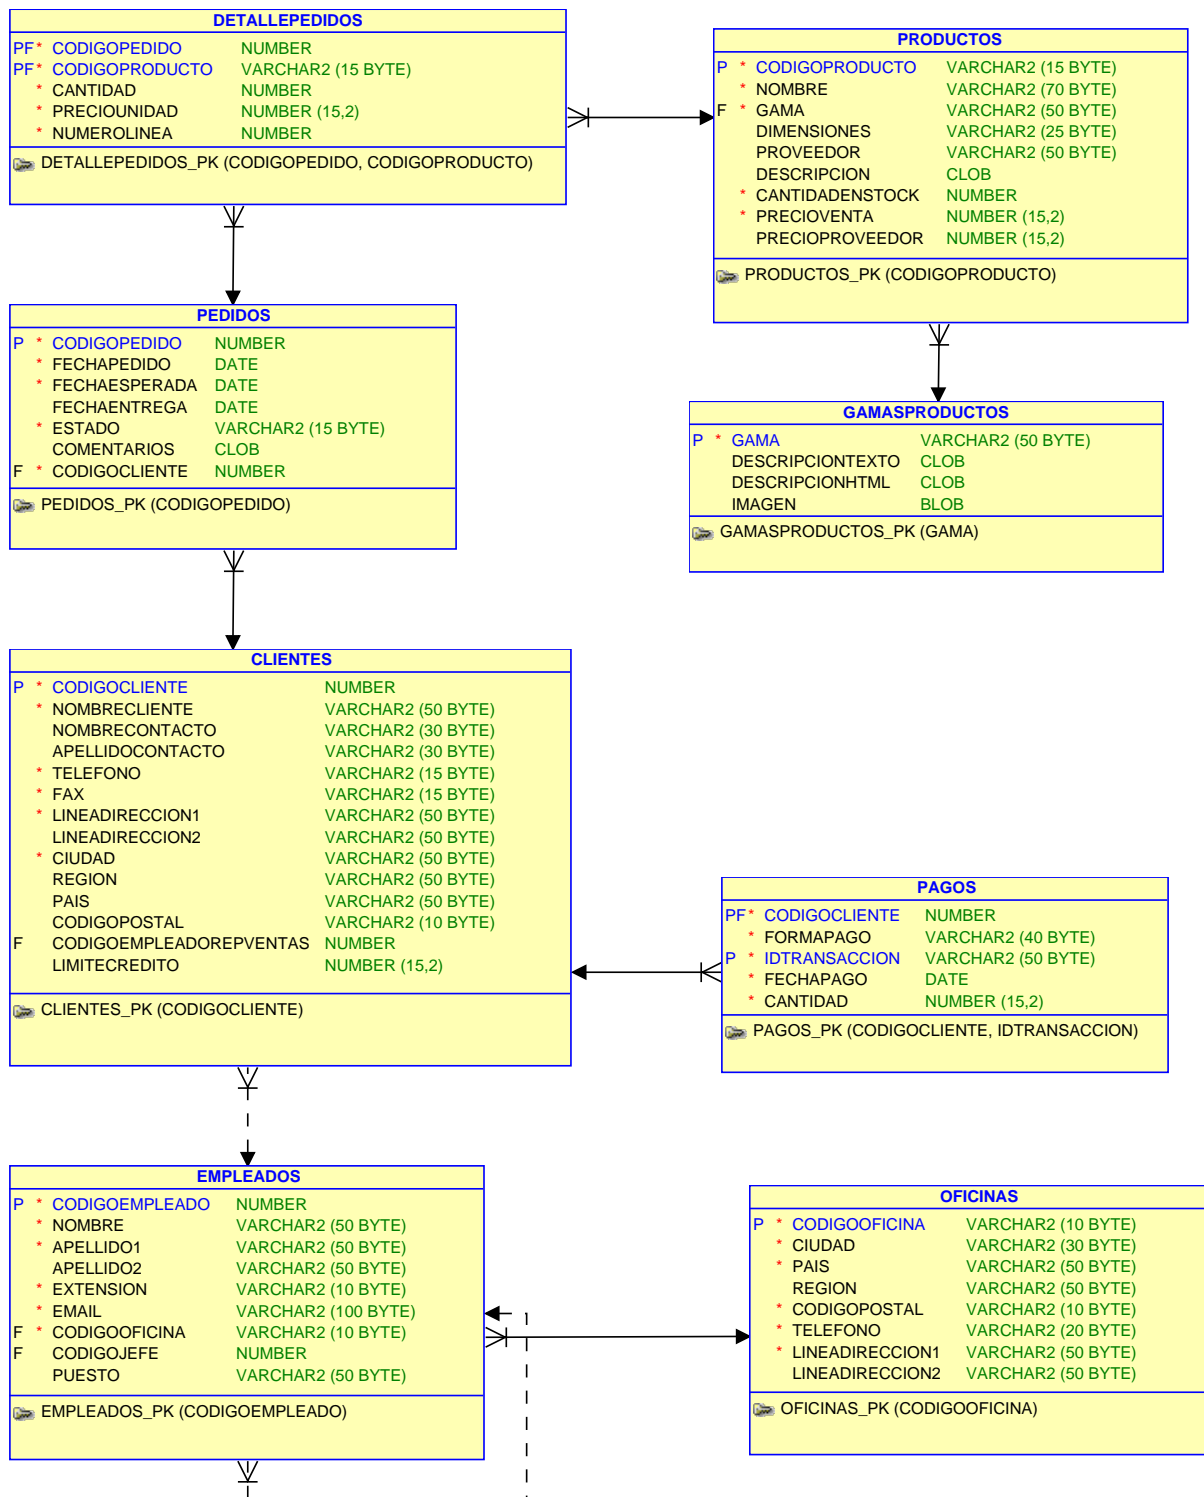 DETALLEPEDIDOS
PF* CODIGOPEDIDO NUMBER
PF* CODIGOPRODUCTO VARCHAR2 (15 BYTE)
* CANTIDAD NUMBER
* PRECIOUNIDAD NUMBER (15,2)
* NUMEROLINEA NUMBER
DETALLEPEDIDOS_PK (CODIGOPEDIDO, CODIGOPRODUCTO)
PRODUCTOS
P * CODIGOPRODUCTO VARCHAR2 (15 BYTE)
* NOMBRE VARCHAR2 (70 BYTE)
F * GAMA VARCHAR2 (50 BYTE)
DIMENSIONES VARCHAR2 (25 BYTE)
PROVEEDOR VARCHAR2 (50 BYTE)
DESCRIPCION CLOB
* CANTIDADENSTOCK NUMBER
* PRECIOVENTA NUMBER (15,2)
PRECIOPROVEEDOR NUMBER (15,2)
PRODUCTOS_PK (CODIGOPRODUCTO)
PEDIDOS
P * CODIGOPEDIDO NUMBER
* FECHAPEDIDO DATE
* FECHAESPERADA DATE
FECHAENTREGA DATE
* ESTADO VARCHAR2 (15 BYTE)
COMENTARIOS CLOB
F * CODIGOCLIENTE NUMBER
PEDIDOS_PK (CODIGOPEDIDO)
GAMASPRODUCTOS
P * GAMA VARCHAR2 (50 BYTE)
DESCRIPCIONTEXTO CLOB
DESCRIPCIONHTML CLOB
IMAGEN BLOB
GAMASPRODUCTOS_PK (GAMA)
CLIENTES
P * CODIGOCLIENTE NUMBER
* NOMBRECLIENTE VARCHAR2 (50 BYTE)
NOMBRECONTACTO VARCHAR2 (30 BYTE)
APELLIDOCONTACTO VARCHAR2 (30 BYTE)
* TELEFONO VARCHAR2 (15 BYTE)
* FAX VARCHAR2 (15 BYTE)
* LINEADIRECCION1 VARCHAR2 (50 BYTE)
LINEADIRECCION2 VARCHAR2 (50 BYTE)
* CIUDAD VARCHAR2 (50 BYTE)
REGION VARCHAR2 (50 BYTE)
PAIS VARCHAR2 (50 BYTE)
CODIGOPOSTAL VARCHAR2 (10 BYTE)
F CODIGOEMPLEADOREPVENTAS NUMBER
LIMITECREDITO NUMBER (15,2)
CLIENTES_PK (CODIGOCLIENTE)
PAGOS
PF* CODIGOCLIENTE NUMBER
* FORMAPAGO VARCHAR2 (40 BYTE)
P * IDTRANSACCION VARCHAR2 (50 BYTE)
* FECHAPAGO DATE
* CANTIDAD NUMBER (15,2)
PAGOS_PK (CODIGOCLIENTE, IDTRANSACCION)
EMPLEADOS
P * CODIGOEMPLEADO NUMBER
* NOMBRE VARCHAR2 (50 BYTE)
* APELLIDO1 VARCHAR2 (50 BYTE)
APELLIDO2 VARCHAR2 (50 BYTE)
* EXTENSION VARCHAR2 (10 BYTE)
* EMAIL VARCHAR2 (100 BYTE)
F * CODIGOOFICINA VARCHAR2 (10 BYTE)
F CODIGOJEFE NUMBER
PUESTO VARCHAR2 (50 BYTE)
EMPLEADOS_PK (CODIGOEMPLEADO)
OFICINAS
P * CODIGOOFICINA VARCHAR2 (10 BYTE)
* CIUDAD VARCHAR2 (30 BYTE)
* PAIS VARCHAR2 (50 BYTE)
REGION VARCHAR2 (50 BYTE)
* CODIGOPOSTAL VARCHAR2 (10 BYTE)
* TELEFONO VARCHAR2 (20 BYTE)
* LINEADIRECCION1 VARCHAR2 (50 BYTE)
LINEADIRECCION2 VARCHAR2 (50 BYTE)
OFICINAS_PK (CODIGOOFICINA)